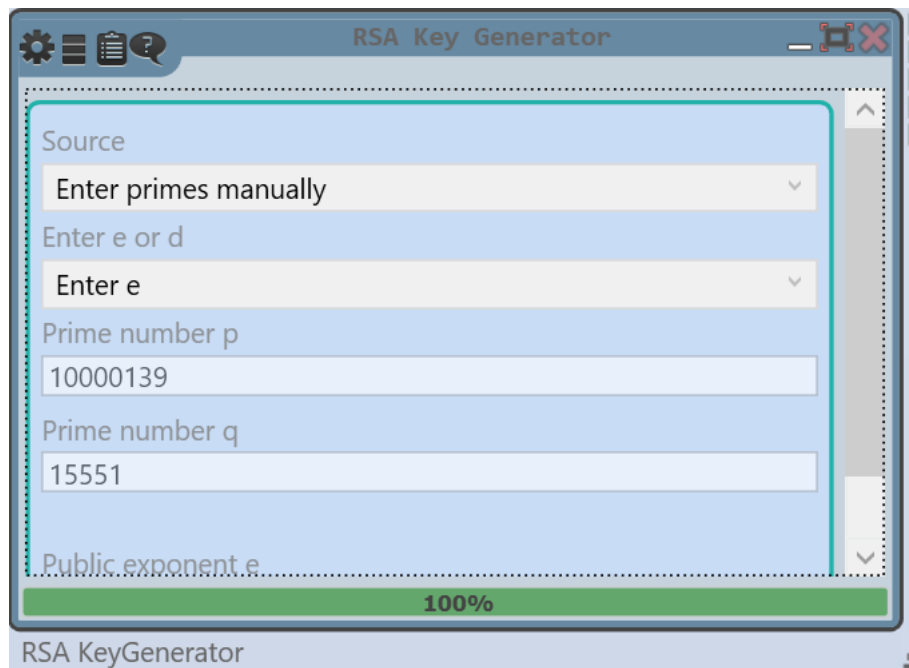 RSA Key Generator
Source
Enter primes manually
Enter e or d
Enter e
Prime number p
10000139
Prime number q
15551
Public exponent e
100%
RSA KeyGenerator